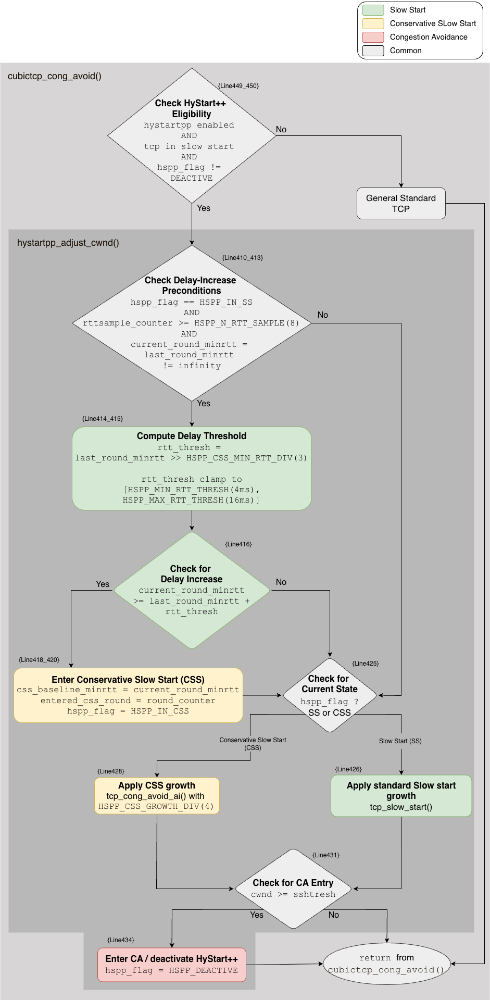 Slow Start
Conservative SLow Start
Congestion Avoidance
Common
cubictcp_cong_avoid()
{Line449_450}
Check HyStart++
Eligibility
hystartpp enabled
AND
tcp in slow start
AND
hspp_flag !=
DEACTIVE
No
Yes
General Standard
TCP
hystartpp_adjust_cwnd()
{Line410_413}
Check Delay-Increase
Preconditions
hspp_flag == HSPP_IN_SS
AND
rttsample_counter >= HSPP_N_RTT_SAMPLE(8)
AND
current_round_minrtt =
last_round_minrtt
!= infinity
No
Yes
{Line414_415}
Compute Delay Threshold
rtt_thresh =
last_round_minrtt >> HSPP_CSS_MIN_RTT_DIV(3)
rtt_thresh clamp to
[HSPP_MIN_RTT_THRESH(4ms),
HSPP_MAX_RTT_THRESH(16ms)]
{Line416}
Check for
Delay Increase
current_round_minrtt
>= last_round_minrtt +
rtt_thresh
Yes
No
{Line418_420}
Enter Conservative Slow Start (CSS)
css_baseline_minrtt = current_round_minrtt
entered_css_round = round_counter
hspp_flag = HSPP_IN_CSS
{Line425}
Check for
Current State
hspp_flag ?
SS or CSS
Conservative Slow Start
(CSS)
Slow Start (SS)
{Line428}
Apply CSS growth
tcp_cong_avoid_ai() with
HSPP_CSS_GROWTH_DIV(4)
{Line426}
Apply standard Slow start
growth
tcp_slow_start()
{Line431}
Check for CA Entry
cwnd >= sshtresh
Yes
No
{Line434}
Enter CA / deactivate HyStart++
hspp_flag = HSPP_DEACTIVE
return from
cubictcp_cong_avoid()